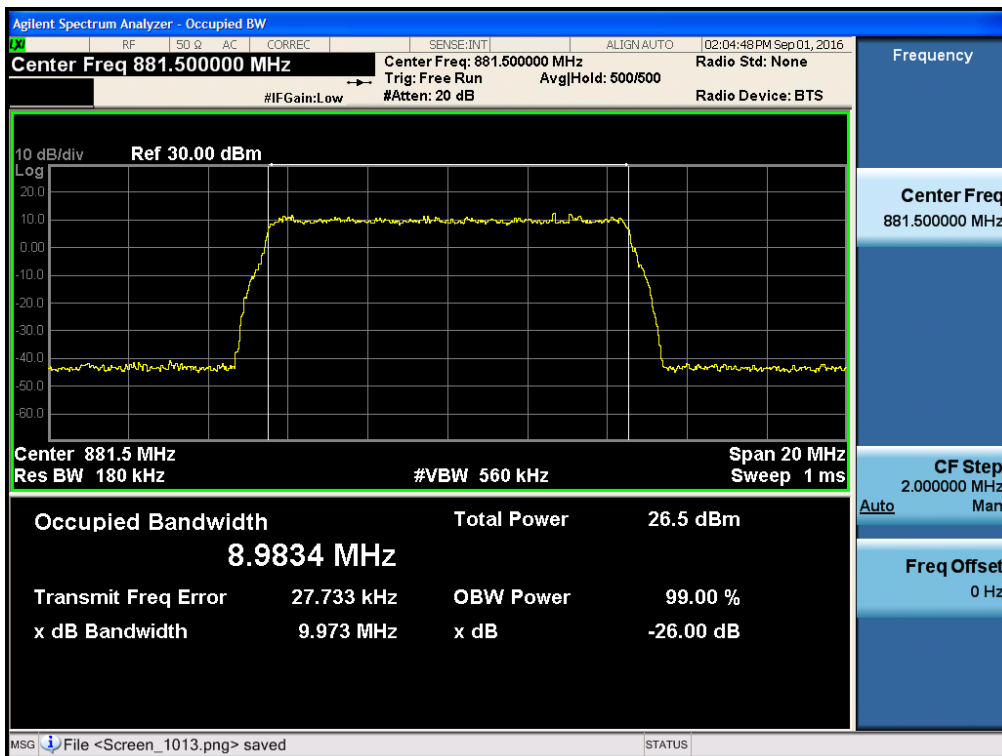 Agilent Spectrum Analyzer - Occupied BW
LXI RF 50 Ω AC CORREC SENSE:INT ALIGN AUTO 02:04:48 PM Sep 01, 2016
Center Freq 881.500000 MHz
Center Freq: 881.500000 MHz
Radio Std: None
Trig: Free Run Avg|Hold: 500/500
#IFGain:Low
#Atten: 20 dB
Radio Device: BTS
10 dB/div Ref 30.00 dBm
Log
20.0
10.0
0.00
-10.0
-20.0
-30.0
-40.0
-50.0
-60.0
Center 881.5 MHz
Span 20 MHz
Res BW 180 kHz
#VBW 560 kHz
Sweep 1 ms
Occupied Bandwidth
8.9834 MHz
Total Power 26.5 dBm
Transmit Freq Error 27.733 kHz
OBW Power 99.00 %
x dB Bandwidth 9.973 MHz
x dB -26.00 dB
Frequency
Center Freq
881.500000 MHz
CF Step
2.000000 MHz
Auto Man
Freq Offset
0 Hz
MSG File <Screen_1013.png> saved
STATUS